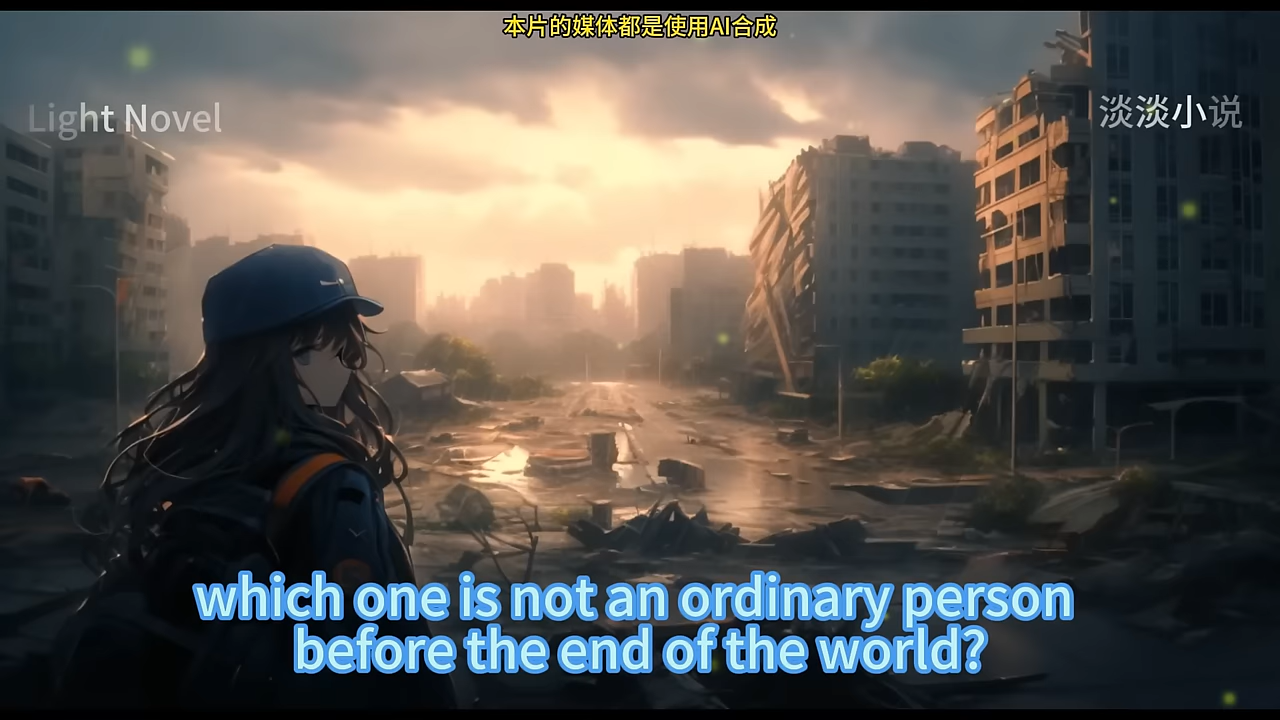 本片的媒体都是使用AI合成
Light Novel
淡淡小说
which one is not an ordinary person
before the end of the world?